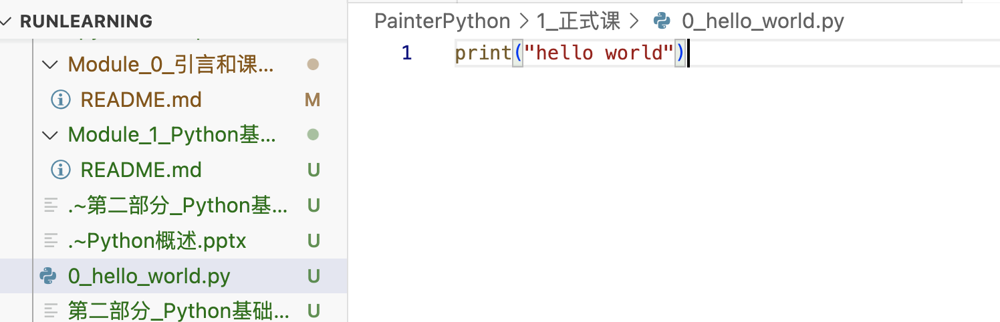 RUNLEARNING
Module_0_引言和课...
README.md M
Module_1_Python基...
README.md U
.~第二部分_Python基... U
.~Python概述.pptx U
0_hello_world.py U
第二部分_Python基础... U
PainterPython > 1_正式课 > 0_hello_world.py
1 print("hello world")